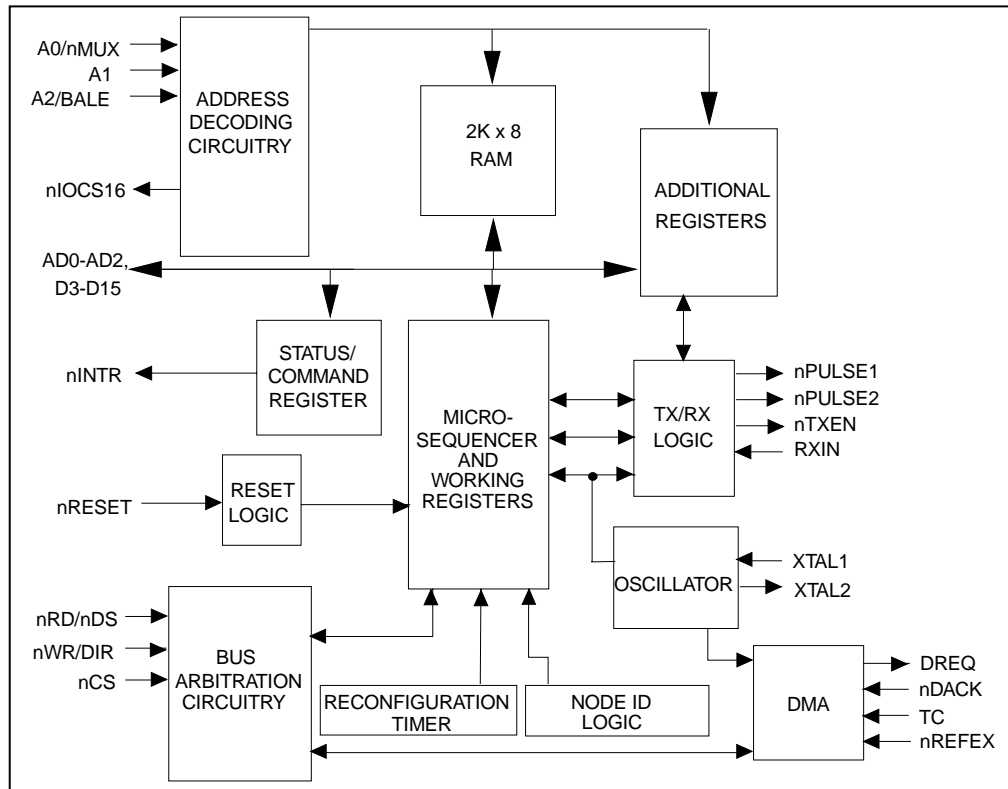 A0/nMUX
A1
A2/BALE
nIOCS16
AD0-AD2,
D3-D15
nINTR
nRESET
nRD/nDS
nWR/DIR
nCS
ADDRESS
DECODING
CIRCUITRY
2K x 8
RAM
ADDITIONAL
REGISTERS
STATUS/
COMMAND
REGISTER
MICRO-
SEQUENCER
AND
WORKING
REGISTERS
TX/RX
LOGIC
nPULSE1
nPULSE2
nTXEN
RXIN
RESET
LOGIC
OSCILLATOR
XTAL1
XTAL2
BUS
ARBITRATION
CIRCUITRY
RECONFIGURATION
TIMER
NODE ID
LOGIC
DMA
DREQ
nDACK
TC
nREFEX